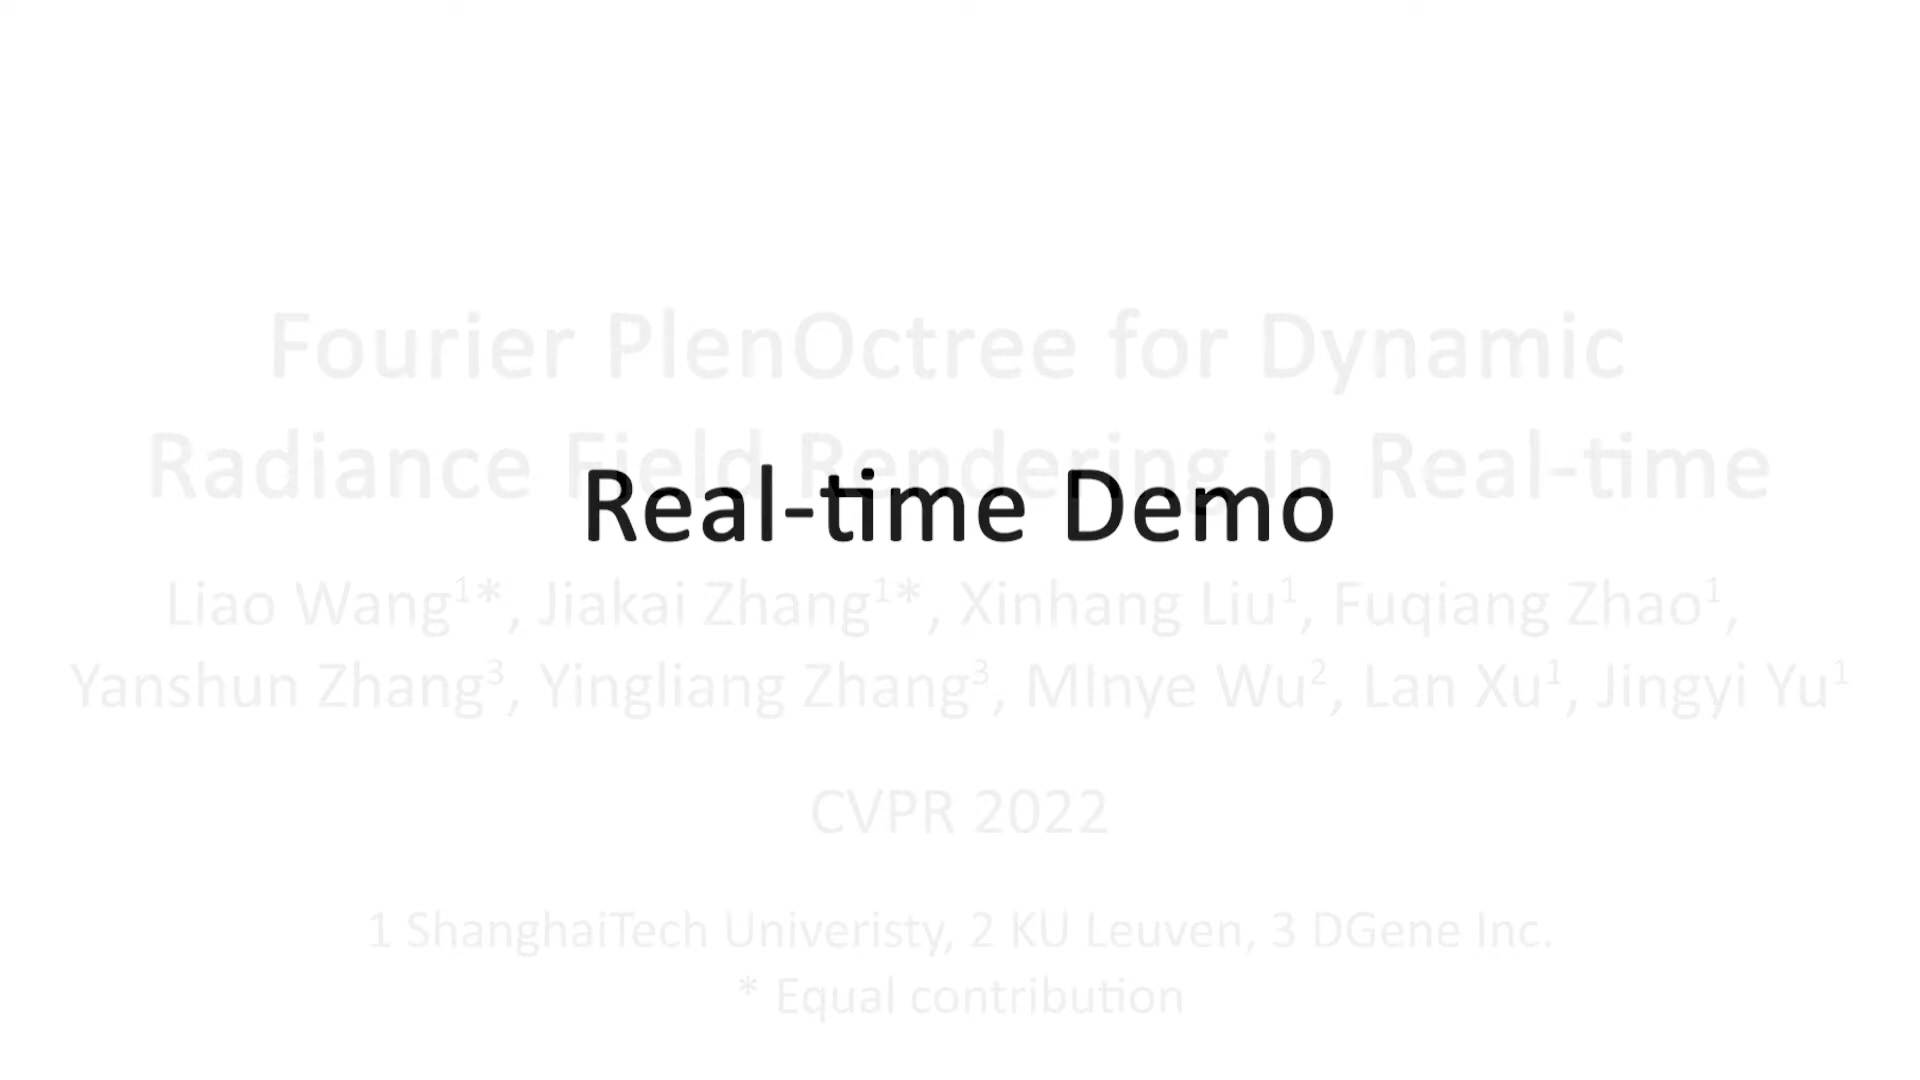 Fourier PlenOctree for Dynamic
Radiance Field Rendering in Real-time
Real-time Demo
Liao Wang1*, Jiakai Zhang1*, Xinhang Liu1, Fuqiang Zhao1,
Yanshun Zhang3, Yingliang Zhang3, MInye Wu2, Lan Xu1, Jingyi Yu1
CVPR 2022
1 ShanghaiTech Univeristy, 2 KU Leuven, 3 DGene Inc.
* Equal contribution